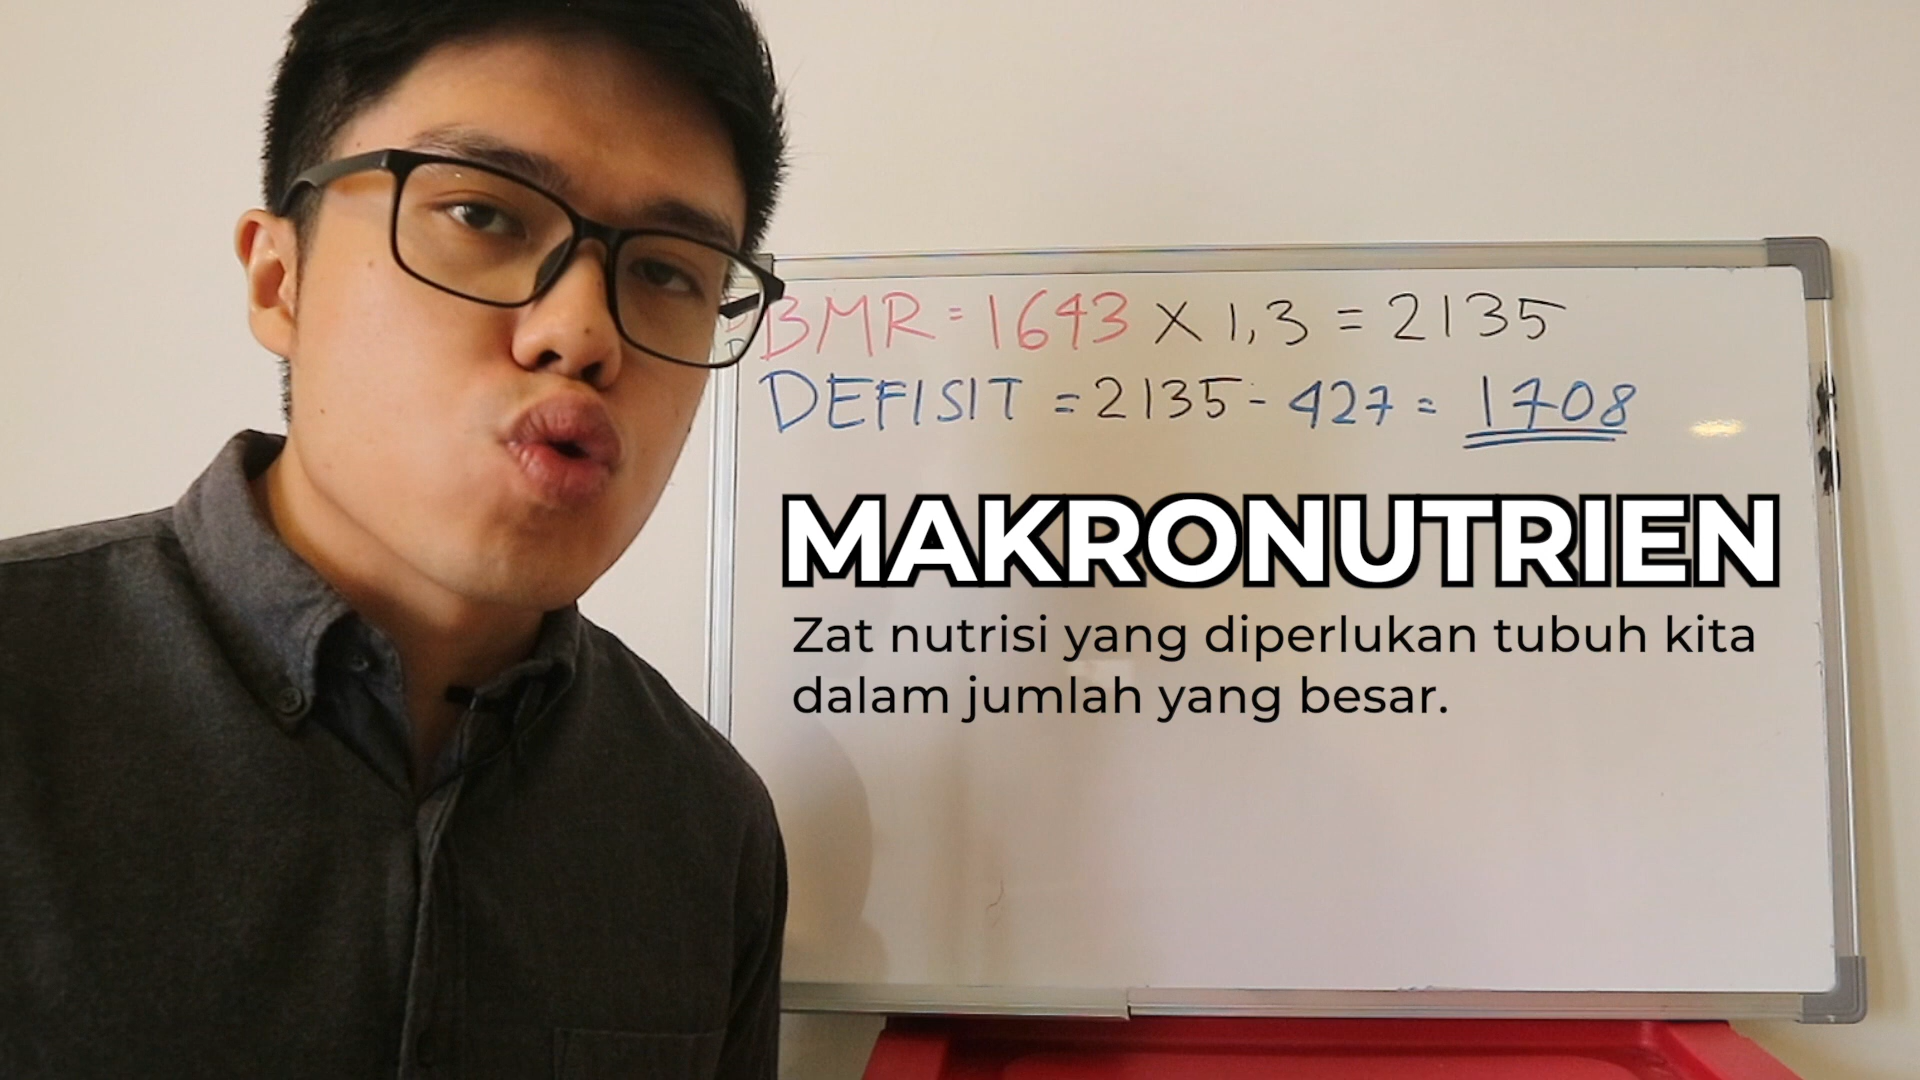 BMR = 1643 X 1,3 = 2135
DEFISIT = 2135 - 427 = 1708
MAKRONUTRIEN
Zat nutrisi yang diperlukan tubuh kita
dalam jumlah yang besar.